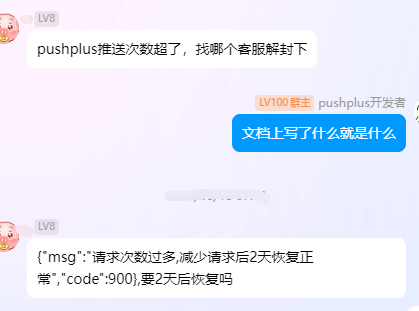 LV8
pushplus推送次数超了，找哪个客服解封下
LV100 群主 pushplus开发者
文档上写了什么就是什么
LV8
{"msg":"请求次数过多,减少请求后2天恢复正
常","code":900},要2天后恢复吗